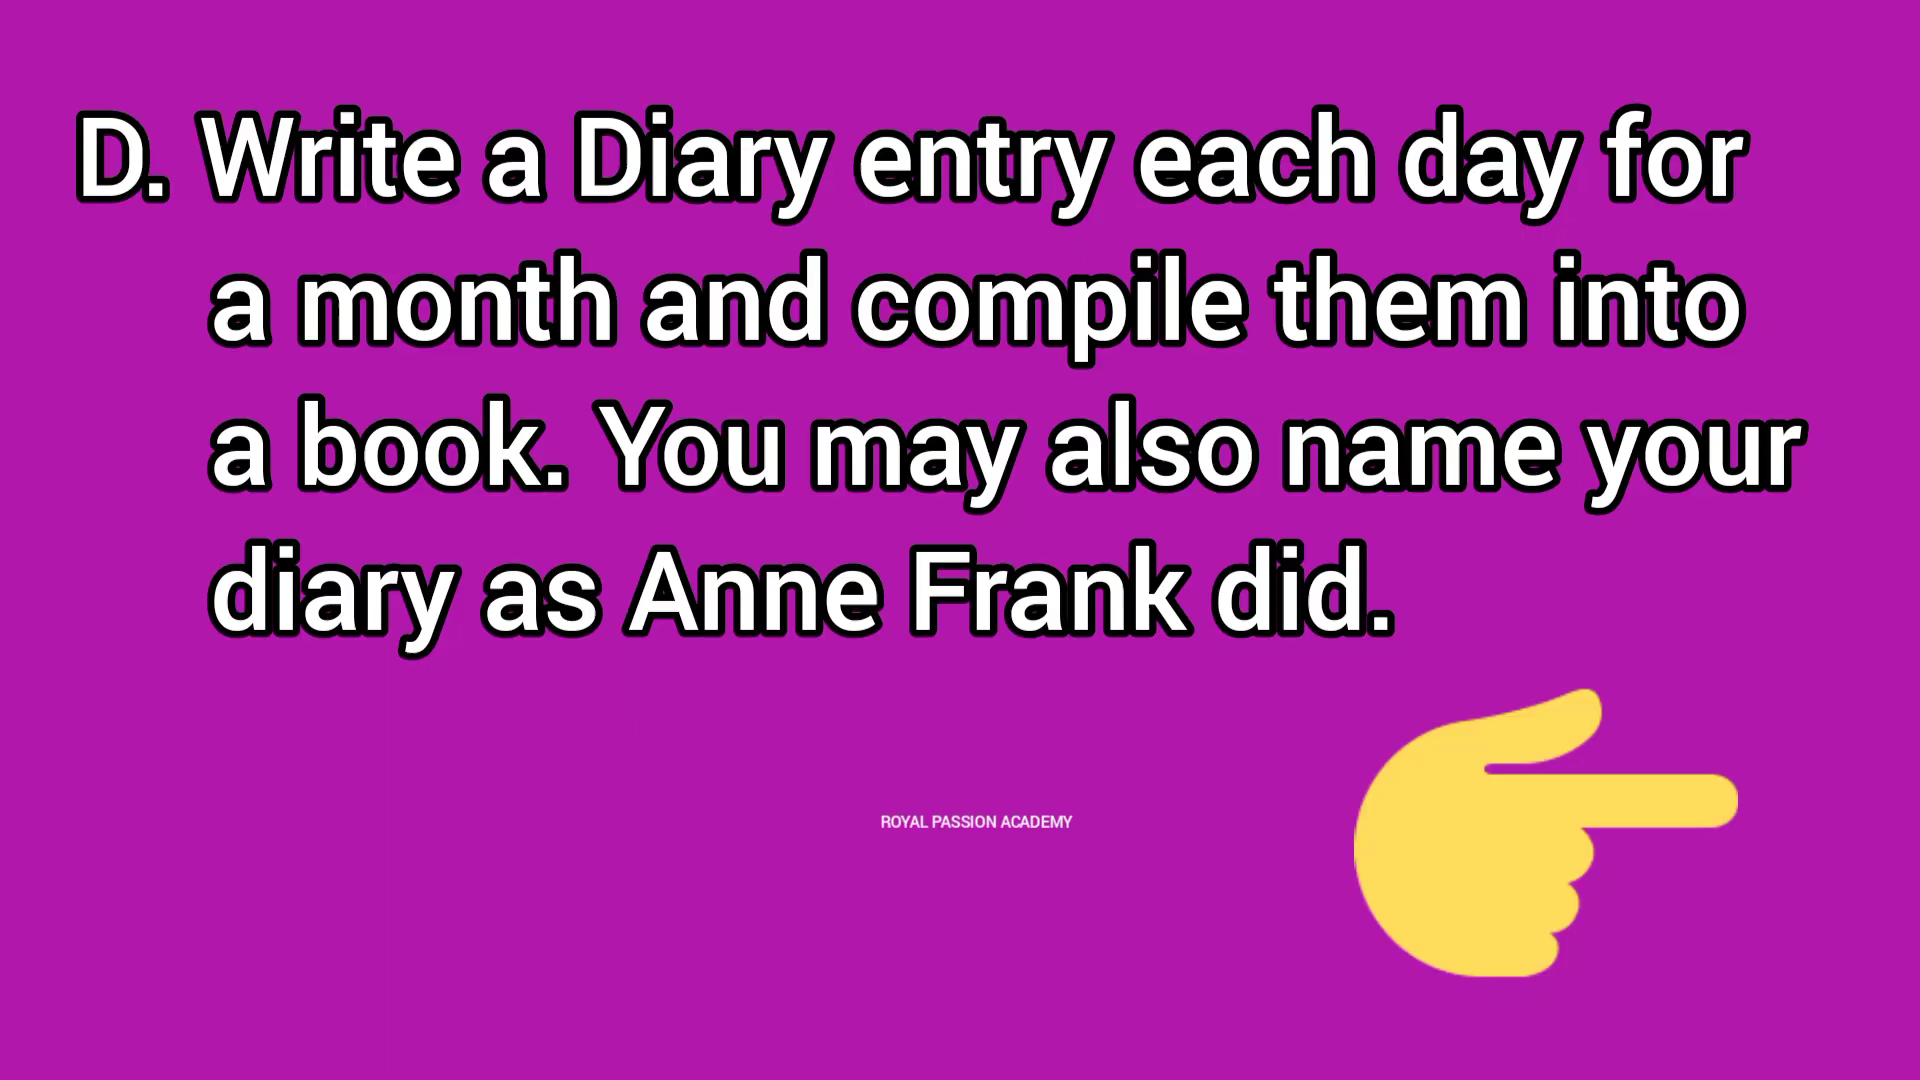 D. Write a Diary entry each day for
a month and compile them into
a book. You may also name your
diary as Anne Frank did.
ROYAL PASSION ACADEMY